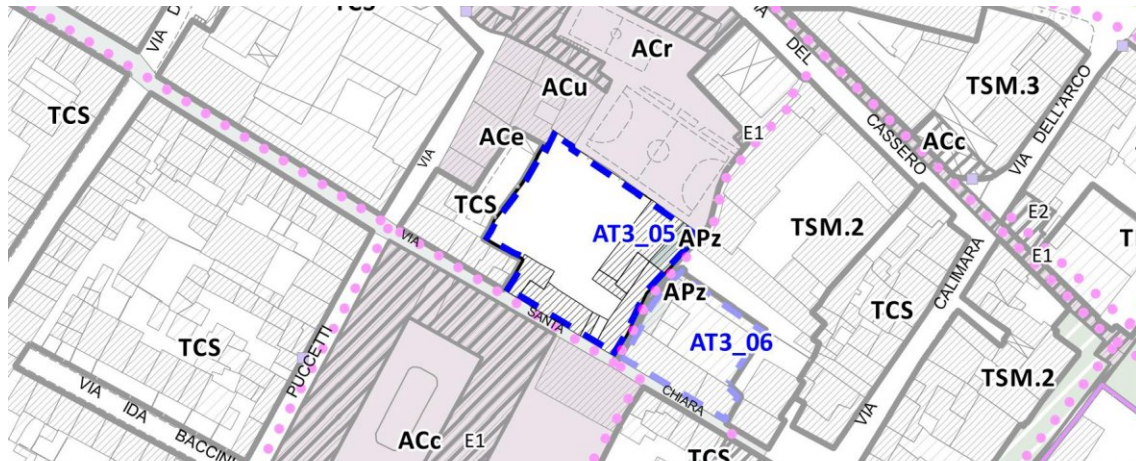 TCS
VIA
DEL
ACr
CASSERO
TSM.3
DELL'ARCO
VIA
ACc
TCS
VIA
ACu
ACe
E1
VIA
TCS
AT3_05
APz
TSM.2
E2
E1
VIA
APz
SANTA
CALIMARA
TCS
AT3_06
TCS
PUCCETTI
TSM.2
CHIARA
VIA
VIA
IDA
BACCINI
ACc
E1
TCS